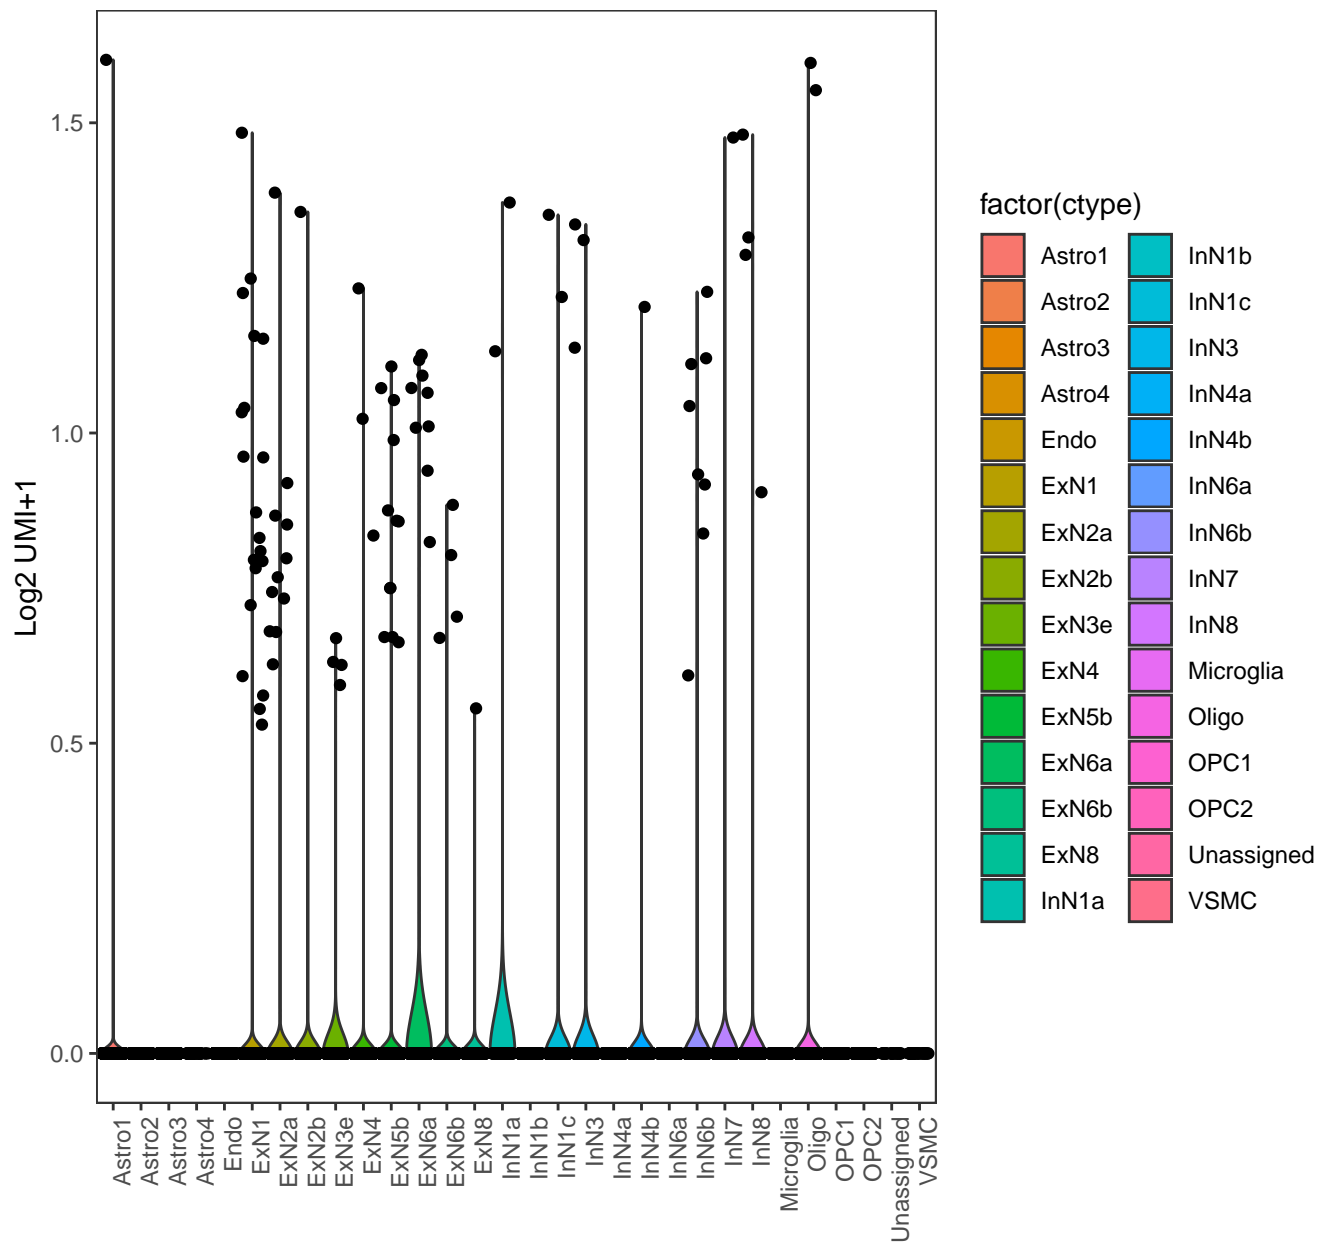 Log2 UMI+1
1.5
1.0
0.5
0.0
Astro1
Astro2
Astro3
Astro4
Endo
ExN1
ExN2a
ExN2b
ExN3e
ExN4
ExN5b
ExN6a
ExN6b
ExN8
InN1a
InN1b
InN1c
InN3
InN4a
InN4b
InN6a
InN6b
InN7
InN8
Microglia
Oligo
OPC1
OPC2
Unassigned
VSMC
factor(ctype)
Astro1
Astro2
Astro3
Astro4
Endo
ExN1
ExN2a
ExN2b
ExN3e
ExN4
ExN5b
ExN6a
ExN6b
ExN8
InN1a
InN1b
InN1c
InN3
InN4a
InN4b
InN6a
InN6b
InN7
InN8
Microglia
Oligo
OPC1
OPC2
Unassigned
VSMC